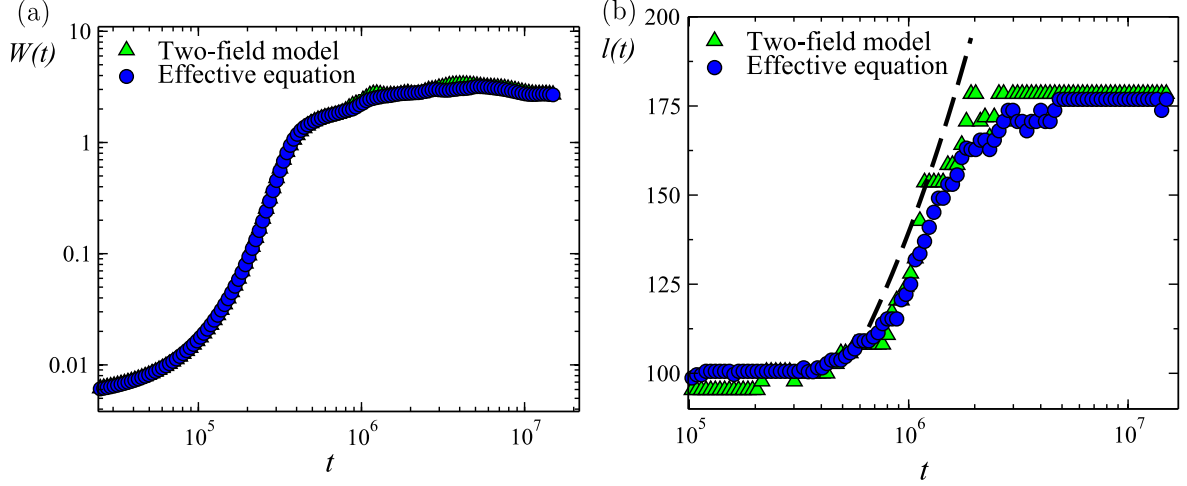 (a)
10
W(t)
Two-field model
Effective equation
1
0.1
0.01
10^5
10^6
10^7
t
(b)
200
l(t)
Two-field model
Effective equation
175
150
125
100
10^5
10^6
10^7
t